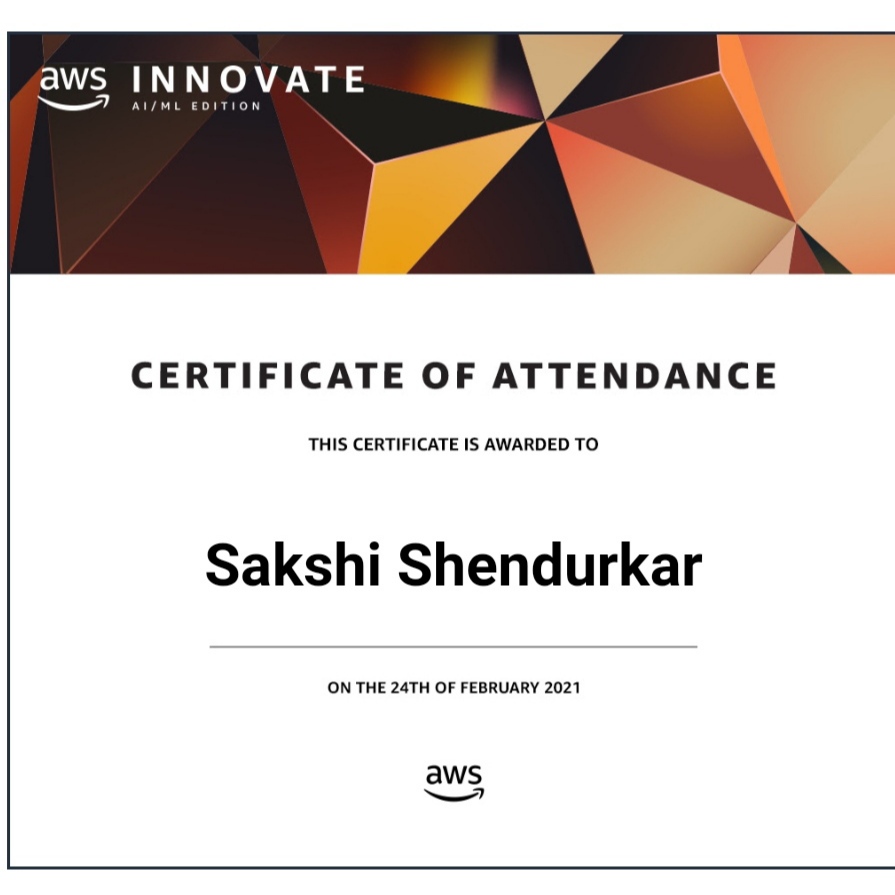 aws INNOVATE
AI/ML EDITION
CERTIFICATE OF ATTENDANCE
THIS CERTIFICATE IS AWARDED TO
Sakshi Shendurkar
ON THE 24TH OF FEBRUARY 2021
aws